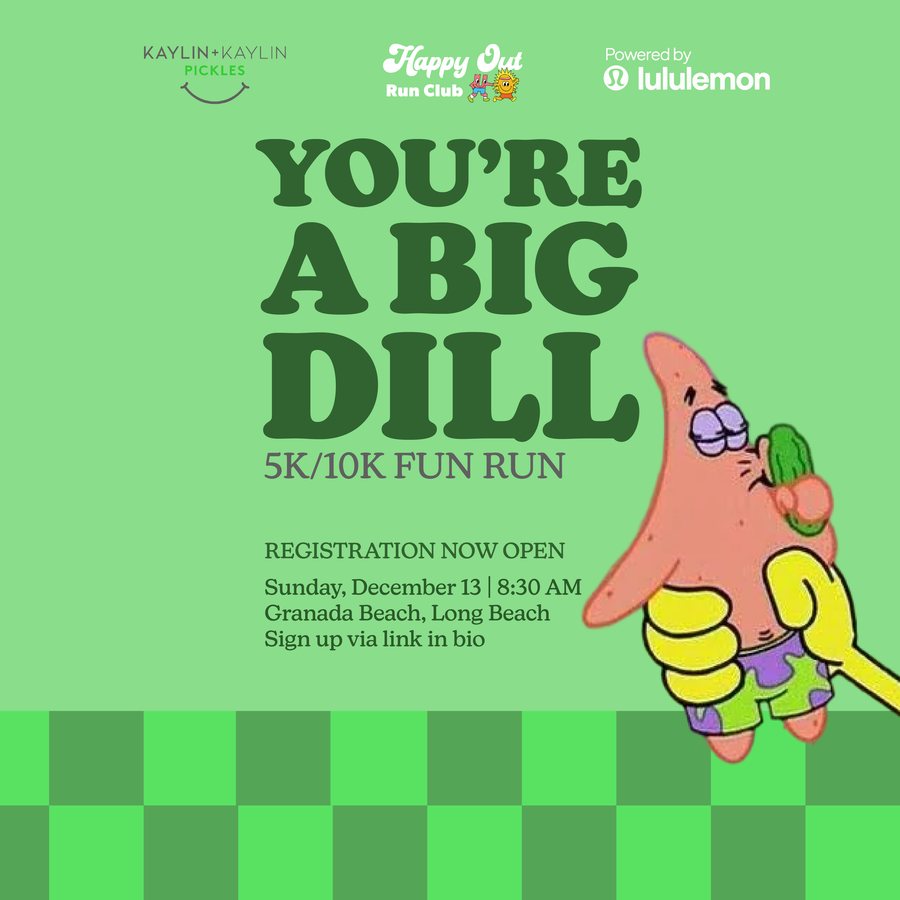 KAYLIN+KAYLIN
PICKLES
Happy Out
Run Club
Powered by
lululemon
YOU'RE
A BIG
DILL
5K/10K FUN RUN
REGISTRATION NOW OPEN
Sunday, December 13 | 8:30 AM
Granada Beach, Long Beach
Sign up via link in bio